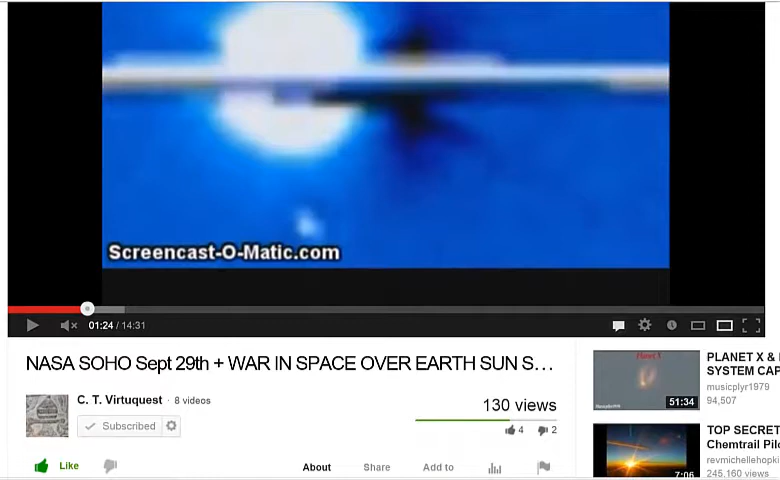 Screencast-O-Matic.com
01:24 / 14:31
NASA SOHO Sept 29th + WAR IN SPACE OVER EARTH SUN S...
C. T. Virtuquest · 8 videos
Subscribed
130 views
4 2
Like
About Share Add to
51:34
PLANET X &
SYSTEM CAP
musicplyr1979
94,507
7:06
TOP SECRET
Chemtrail Pil
revmichellehopki
245,160 views